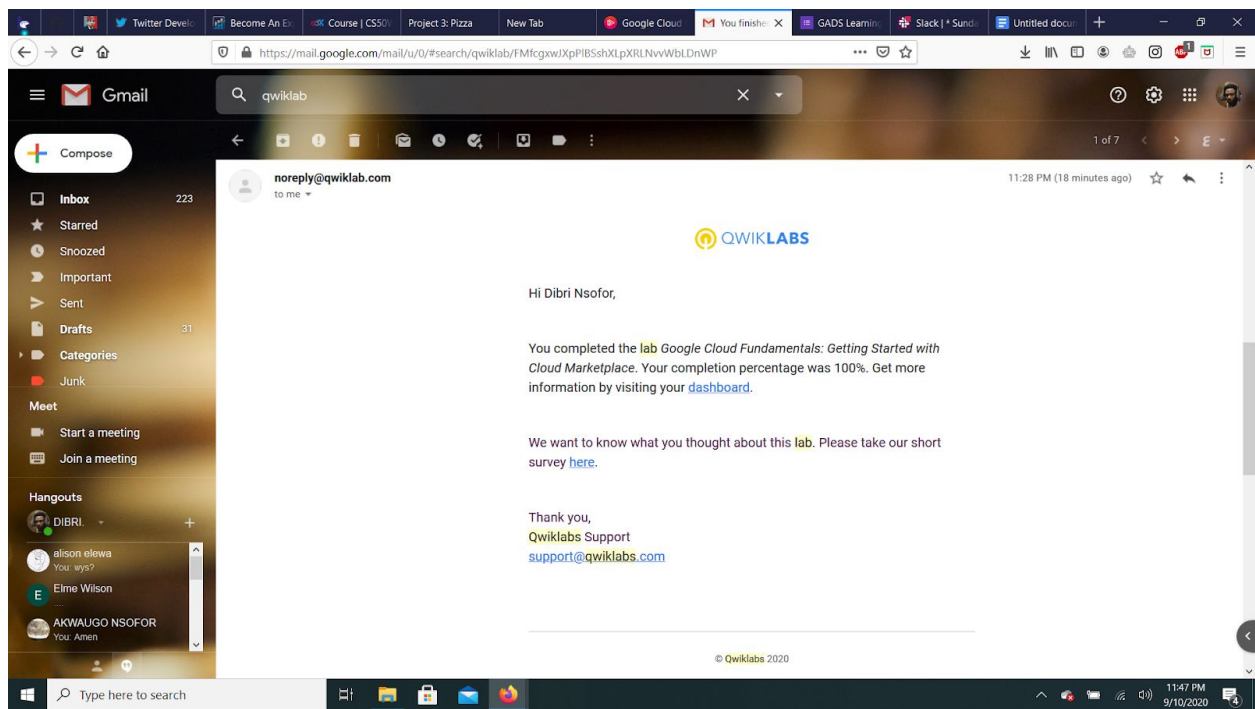 Twitter Develo
Become An Ex
edX Course | CS50'
Project 3: Pizza
New Tab
Google Cloud
You finishe
GADS Learning
Slack | * Sunda
Untitled docun
https://mail.google.com/mail/u/0/#search/qwiklab/FMfcgxwJXpPlBSshXLpXRLNvvWbLDnWP
ABP 1
Gmail
qwiklab
Compose
1 of 7
Inbox 223
Starred
Snoozed
Important
Sent
Drafts 31
Categories
Junk
Meet
Start a meeting
Join a meeting
Hangouts
DIBRI.
alison elewa
You: wys?
E
Elme Wilson
....
AKWAUGO NSOFOR
You: Amen
noreply@qwiklab.com
11:28 PM (18 minutes ago)
to me
QWIKLABS
Hi Dibri Nsofor,
You completed the lab Google Cloud Fundamentals: Getting Started with
Cloud Marketplace. Your completion percentage was 100%. Get more
information by visiting your dashboard.
We want to know what you thought about this lab. Please take our short
survey here.
Thank you,
Qwiklabs Support
support@qwiklabs.com
© Qwiklabs 2020
Type here to search
11:47 PM
9/10/2020
4